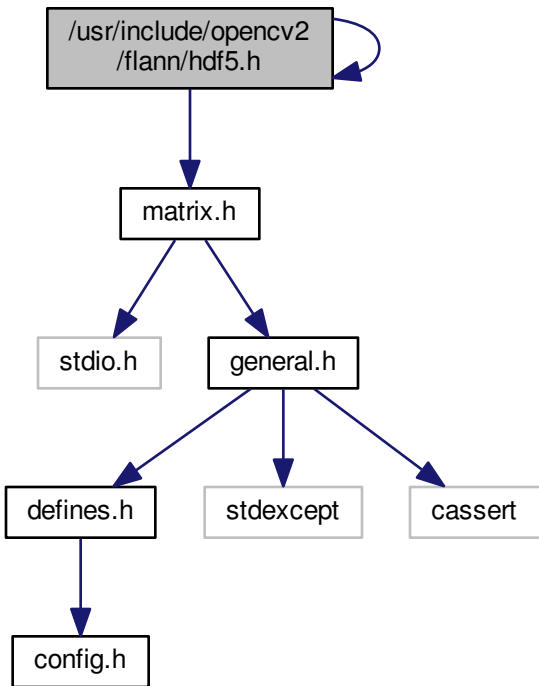 /usr/include/opencv2
/flann/hdf5.h
matrix.h
stdio.h
general.h
defines.h
stdexcept
cassert
config.h